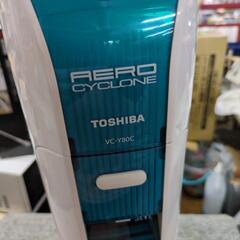 AERO
CYCLONE
TOSHIBA
VC-Y80C